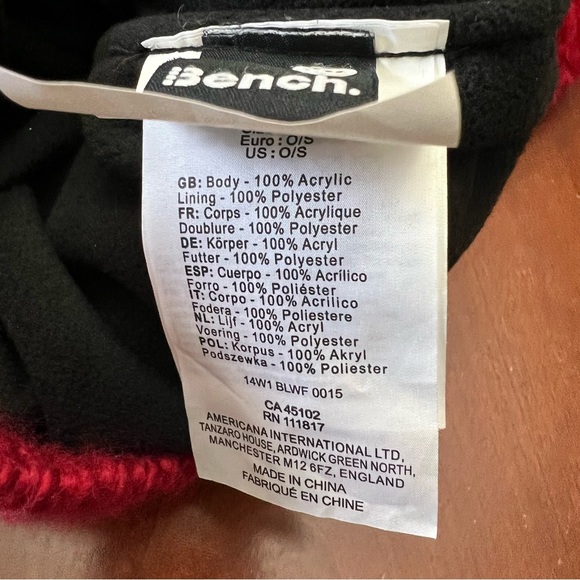 Bench.
Euro : O/S
US : O/S
GB: Body - 100% Acrylic
Lining - 100% Polyester
FR: Corps - 100% Acrylique
Doublure - 100% Polyester
DE: Körper - 100% Acryl
Futter - 100% Polyester
ESP: Cuerpo - 100% Acrílico
Forro - 100% Poliéster
IT: Corpo - 100% Acrilico
Fodera - 100% Poliestere
NL: Lijf - 100% Acryl
Voering - 100% Polyester
POL: Korpus - 100% Akryl
Podszewka - 100% Poliester
14W1 BLWF 0015
CA 45102
RN 111817
AMERICANA INTERNATIONAL LTD,
TANZARO HOUSE, ARDWICK GREEN NORTH,
MANCHESTER M12 6FZ, ENGLAND
MADE IN CHINA
FABRIQUÉ EN CHINE